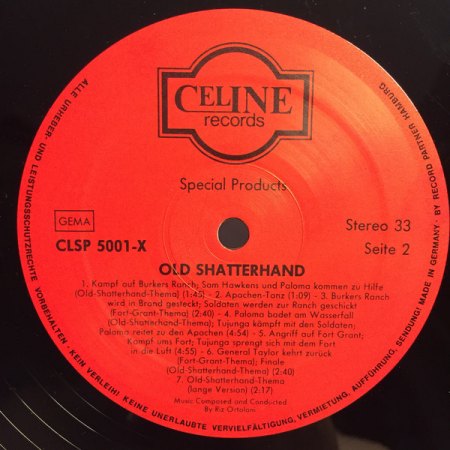 CELINE
records
Special Products
GEMA
CLSP 5001-X
Stereo 33
Seite 2
OLD SHATTERHAND
1. Kampf auf Burkers Ranch; Sam Hawkens und Paloma kommen zu Hilfe
(Old-Shatterhand-Thema) (1:45) - 2. Apachen-Tanz (1:09) - 3. Burkers Ranch
wird in Brand gesteckt; Soldaten werden zur Ranch geschickt
(Fort-Grant-Thema) (2:40) - 4. Paloma badet am Wasserfall
(Old-Shatterhand-Thema); Tujunga kämpft mit den Soldaten;
Paloma reitet zu den Apachen (4:54) - 5. Angriff auf Fort Grant;
Kampf ums Fort; Tujunga sprengt sich mit dem Fort
in die Luft (4:55) - 6. General Taylor kehrt zurück
(Fort-Grant-Thema); Finale
(Old-Shatterhand-Thema) (2:40)
7. Old-Shatterhand-Thema
(lange Version) (2:17)
Music Composed and Conducted
By Riz Ortolani
ALLE URHEBER- UND LEISTUNGSSCHUTZRECHTE VORBEHALTEN - KEIN VERLEIH! KEINE UNERLAUBTE VERVIELFÄLTIGUNG, VERMIETUNG, AUFFÜHRUNG, SENDUNG! MADE IN GERMANY - BY RECORD PARTNER HAMBURG